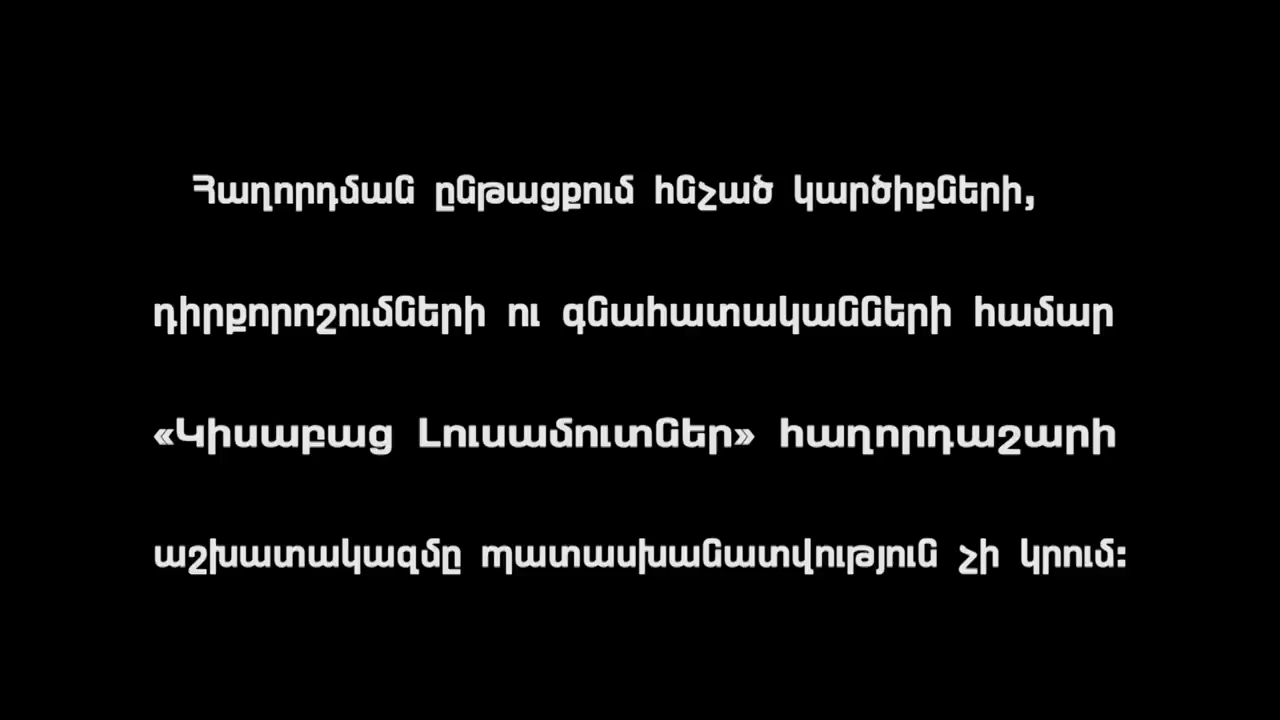 Հաղորդման ընթացքում հնչած կարծիքների,
դիրքորոշումների ու գնահատականների համար
«Կիսաբաց Լուսամուտներ» հաղորդաշարի
աշխատակազմը պատասխանատվություն չի կրում: